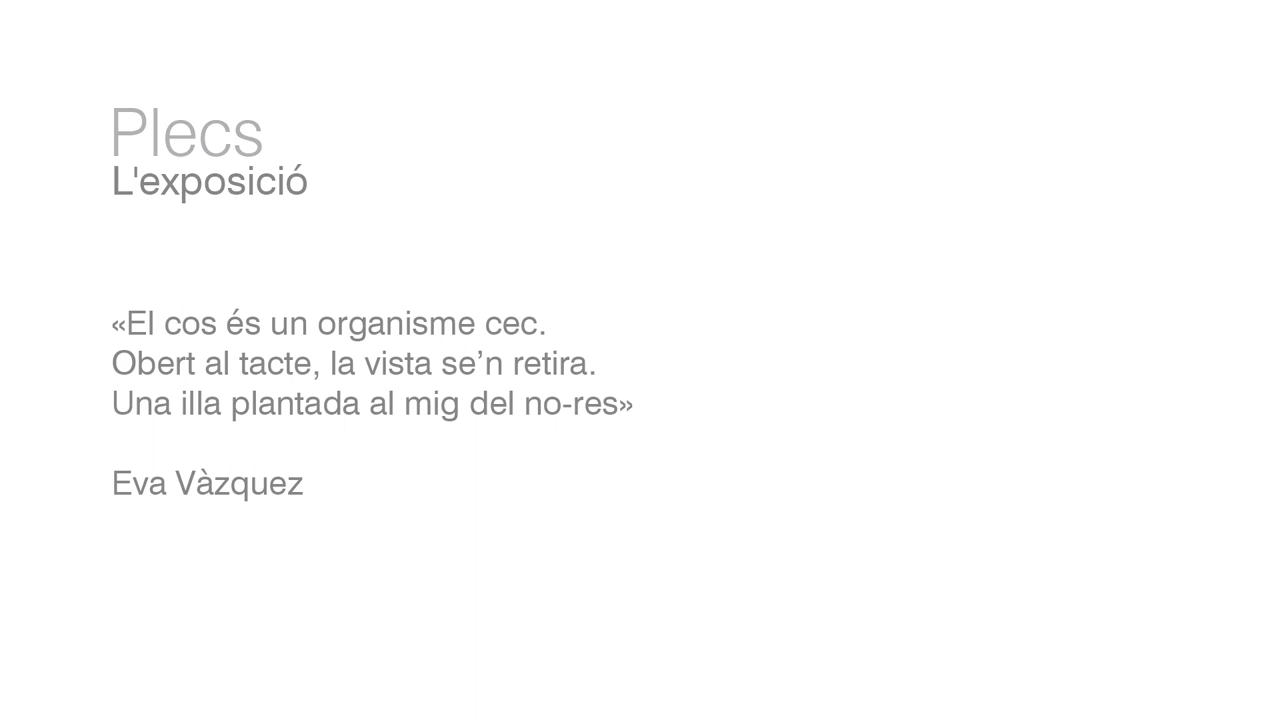 Plecs
L'exposició
«El cos és un organisme cec.
Obert al tacte, la vista se’n retira.
Una illa plantada al mig del no-res»
Eva Vàzquez